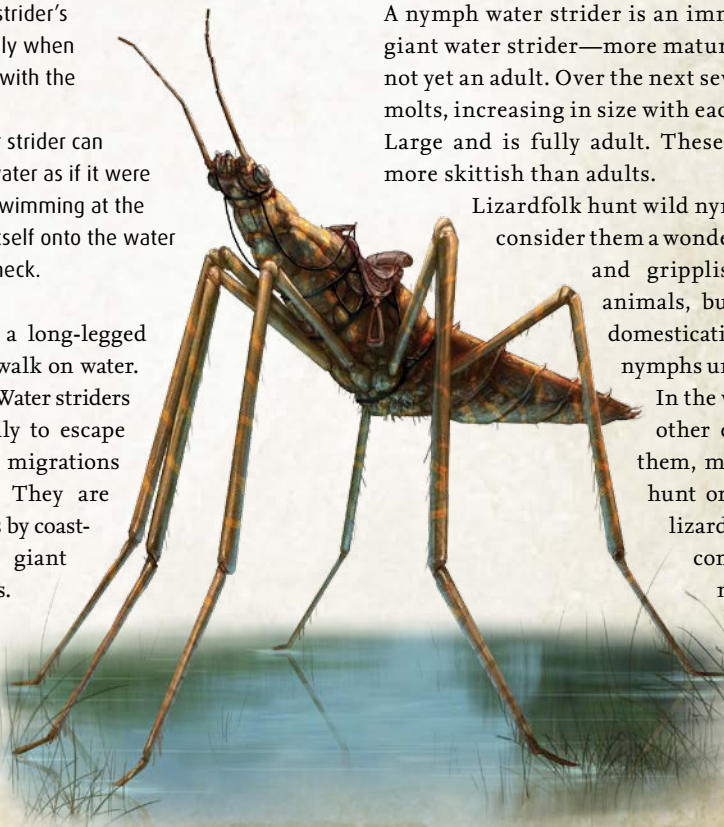 strider's
ly when
with the
strider can
ater as if it were
wimming at the
tself onto the water
heck.
a long-legged
walk on water.
Water striders
ly to escape
migrations
They are
s by coast-
giant
s.
A nymph water strider is an imm
giant water strider—more matur
not yet an adult. Over the next sev
molts, increasing in size with eac
Large and is fully adult. These
more skittish than adults.
Lizardfolk hunt wild nyr
consider them a wonde
and gripplis
animals, bu
domesticati
nymphs un
In the
other
them, m
hunt or
lizard
con